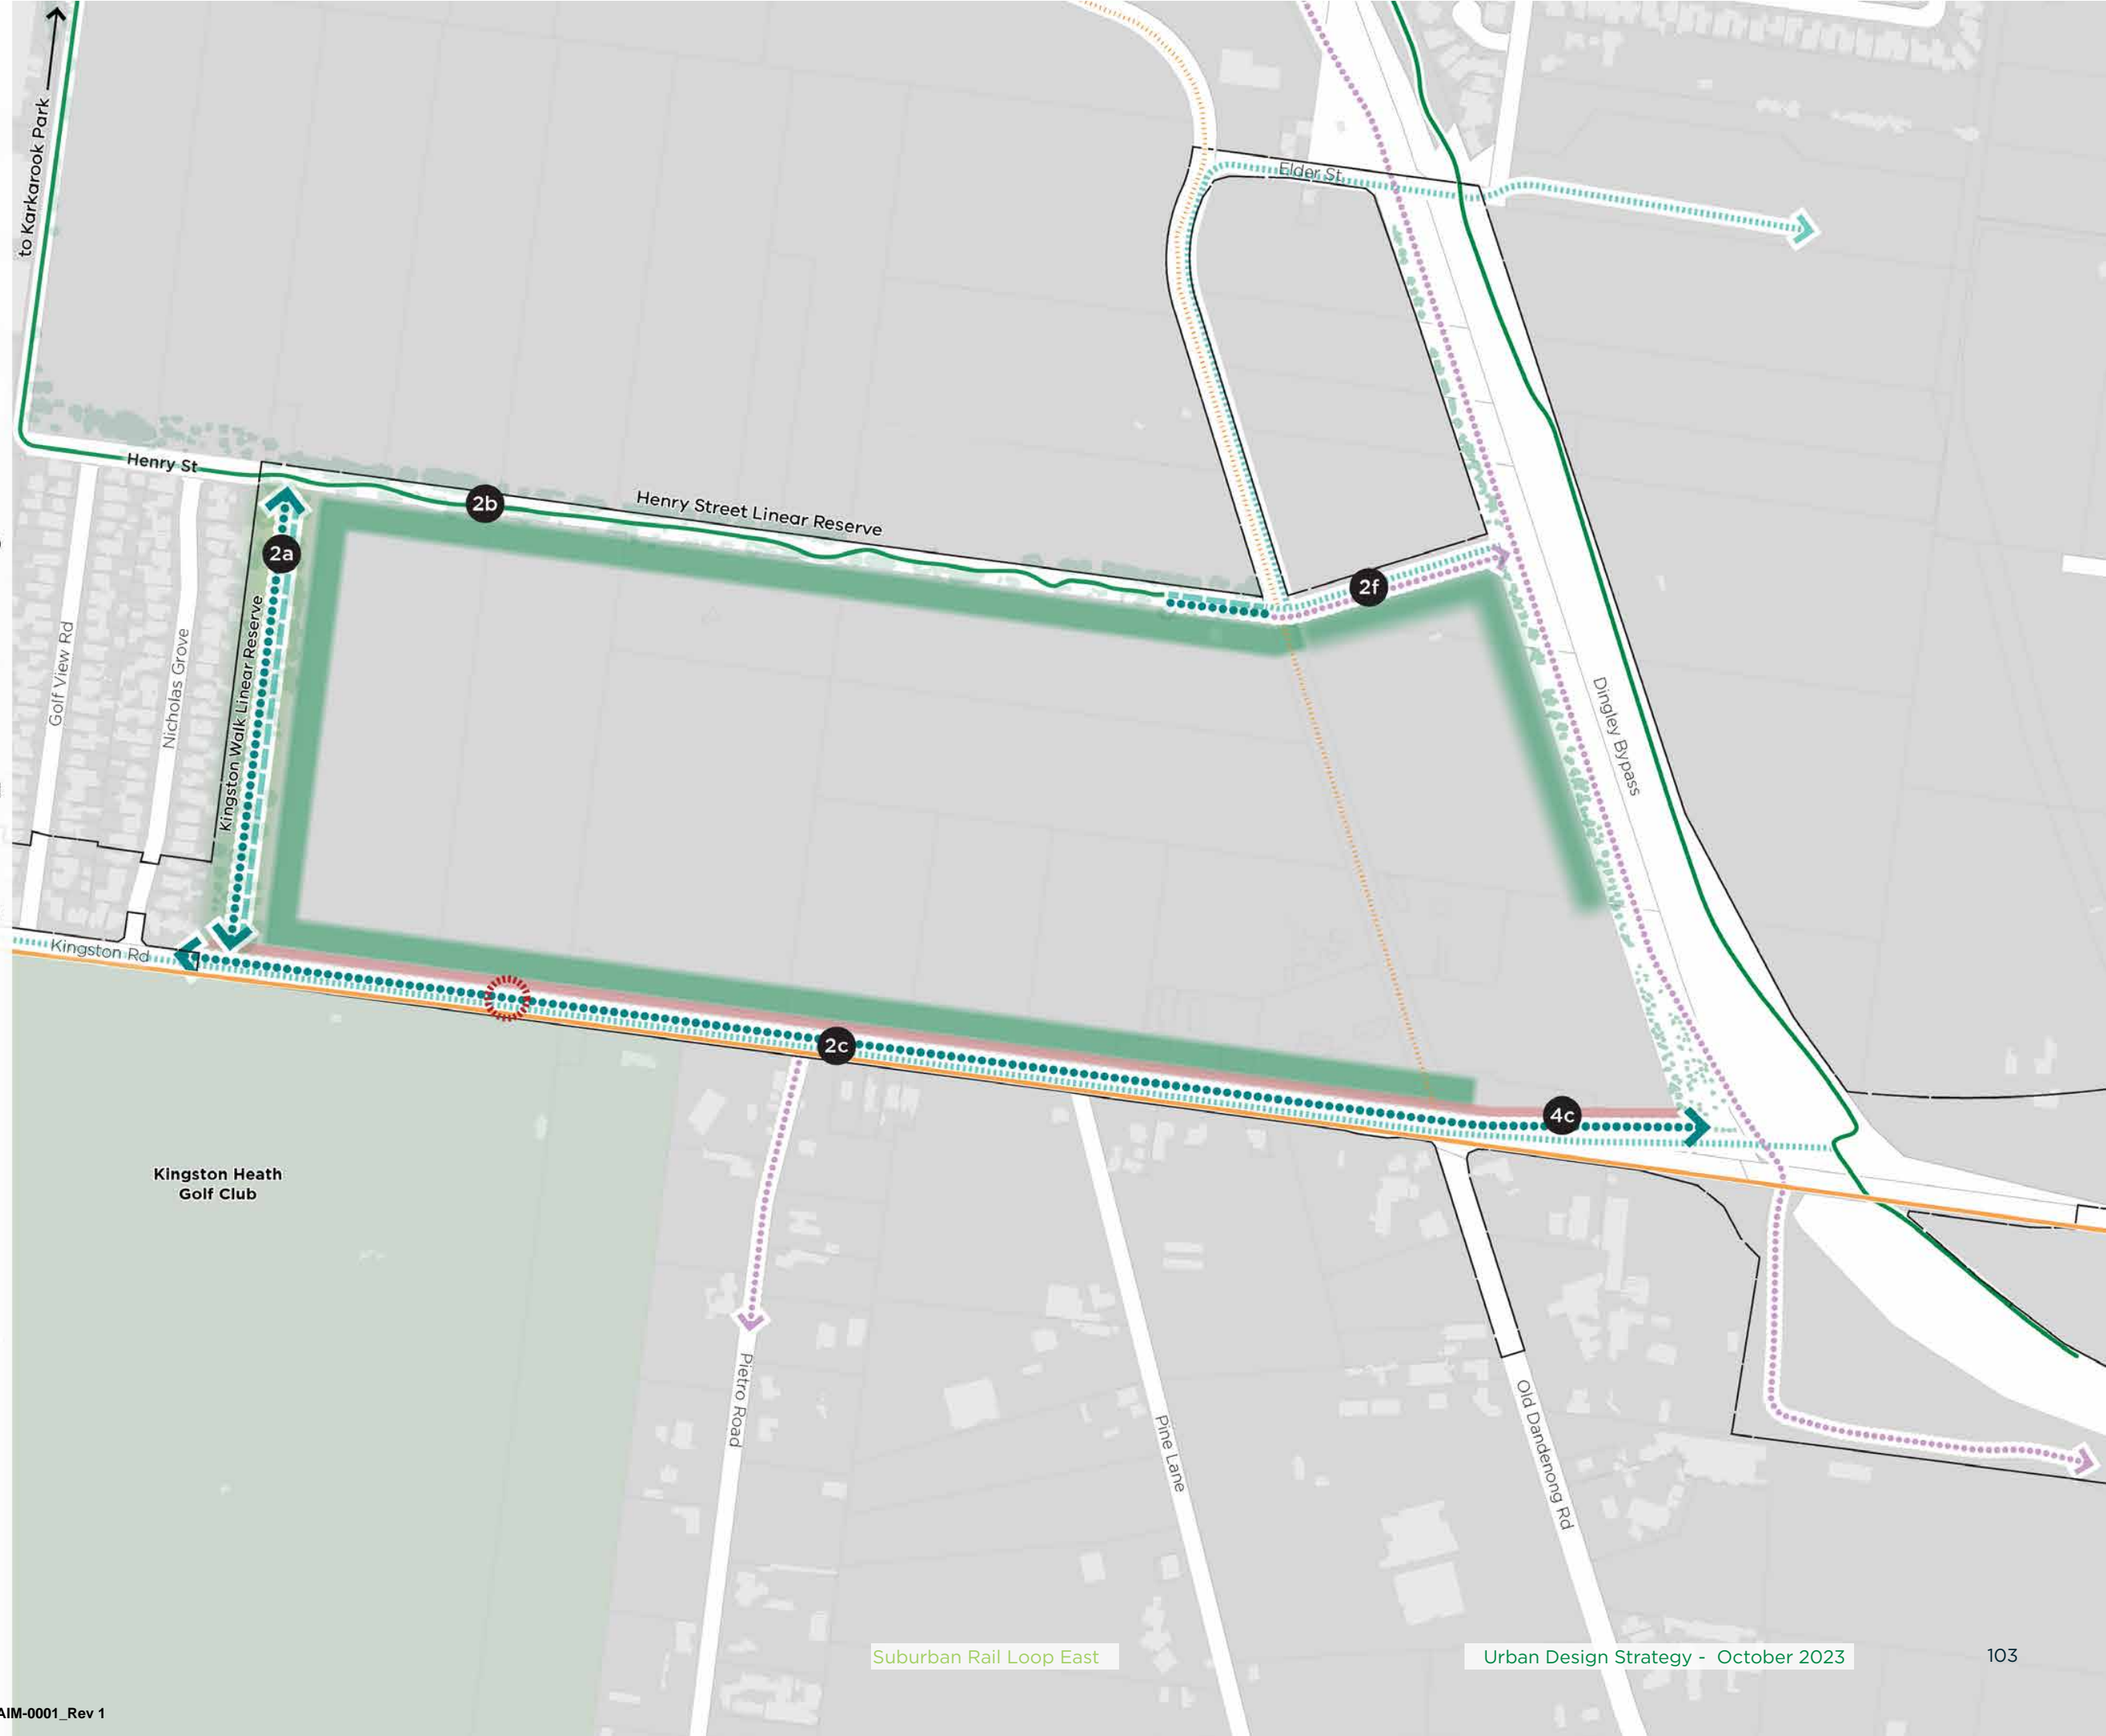 to Karkarook Park
Elder St
Henry St
2b
Henry Street Linear Reserve
2a
2f
Golf View Rd
Nicholas Grove
Kingston Walk Linear Reserve
Dingley Bypass
Kingston Rd
2c
4c
Kingston Heath
Golf Club
Pietro Road
Pine Lane
Old Dandenong Rd
Suburban Rail Loop East
Urban Design Strategy - October 2023
103
AIM-0001_Rev 1